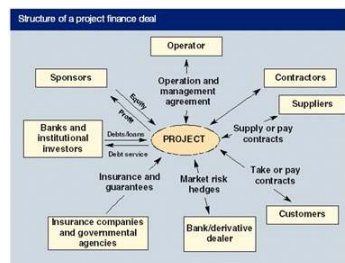 Structure of a project finance deal
Operator
Sponsors
Contractors
Operation and
management
agreement
Suppliers
Equity
Profit
Banks and
institutional
investors
Debts/loans
Debt service
PROJECT
Supply or pay
contracts
Insurance and
guarantees
Market risk
hedges
Take or pay
contracts
Insurance companies
and governmental
agencies
Bank/derivative
dealer
Customers